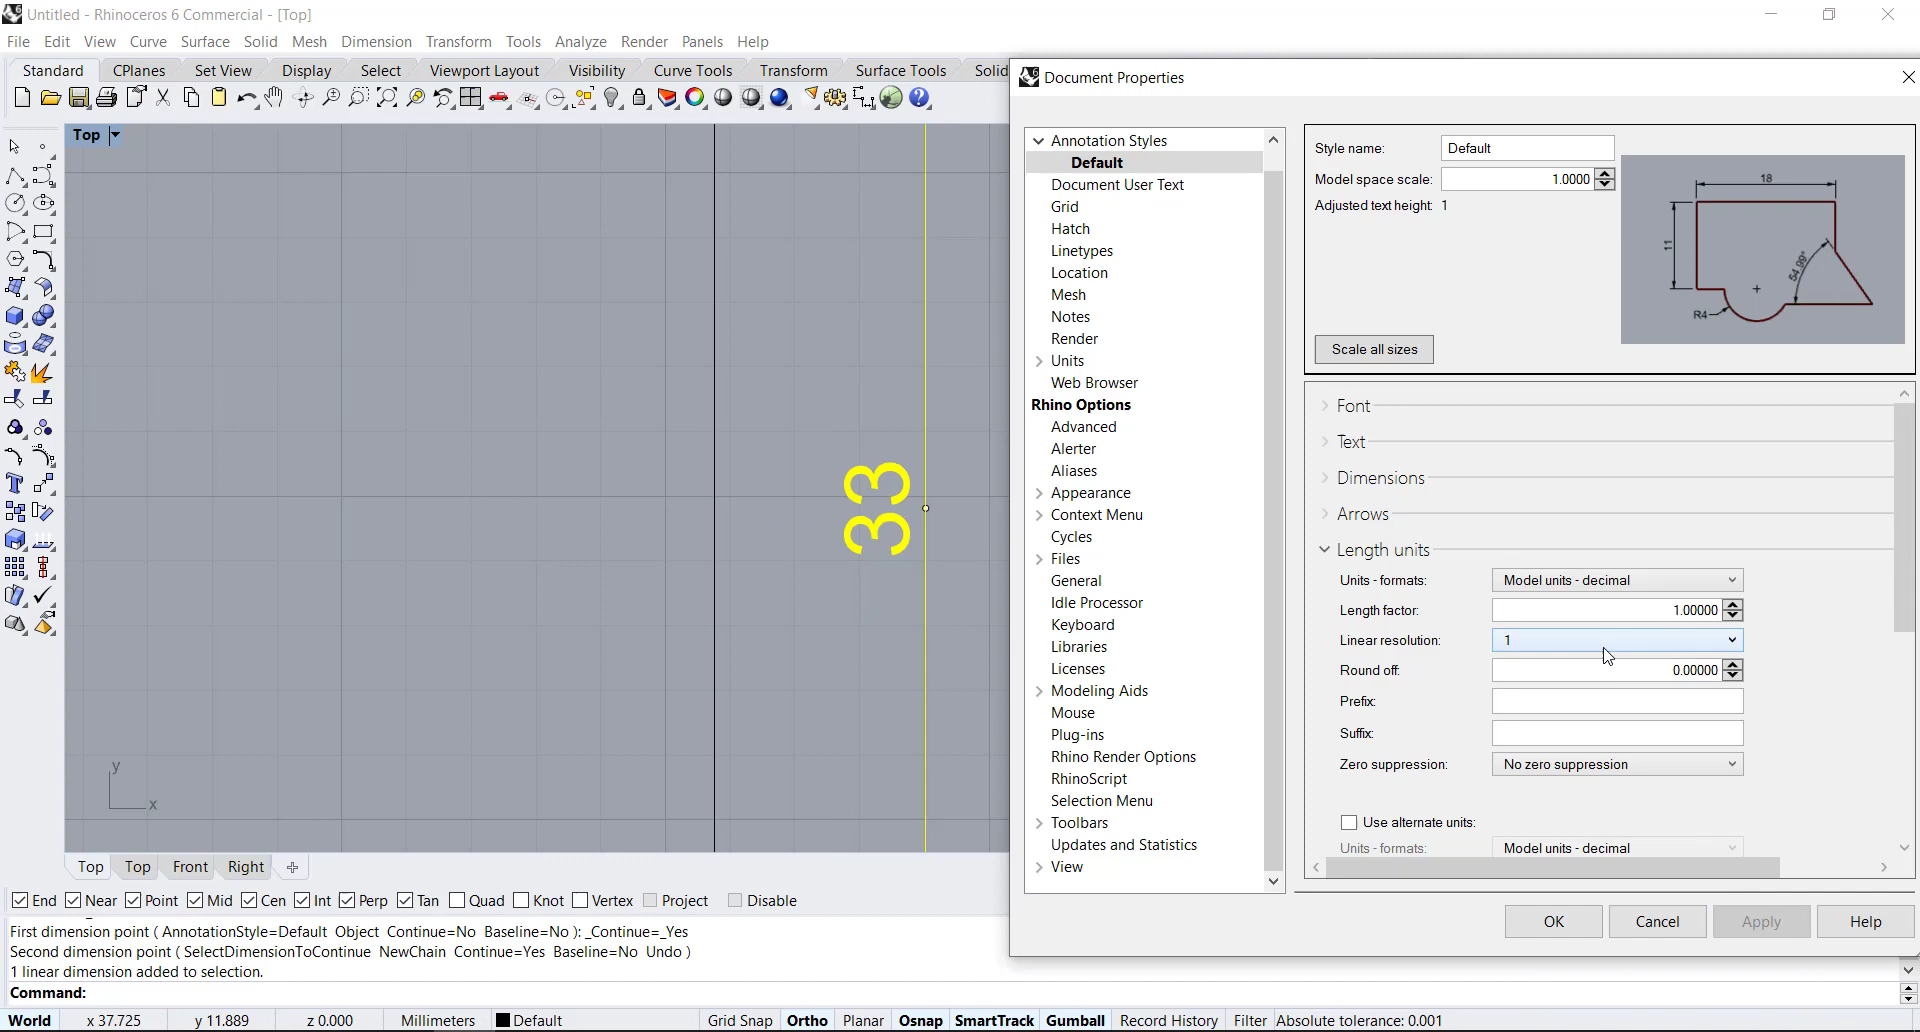 Untitled - Rhinoceros 6 Commercial - [Top]
File Edit View Curve Surface Solid Mesh Dimension Transform Tools Analyze Render Panels Help
Standard CPlanes Set View Display Select Viewport Layout Visibility Curve Tools Transform Surface Tools Solid
Top
33
y
x
Top Top Front Right
End Near Point Mid Cen Int Perp Tan Quad Knot Vertex Project Disable
First dimension point ( AnnotationStyle=Default Object Continue=No Baseline=No ): _Continue=_Yes
Second dimension point ( SelectDimensionToContinue NewChain Continue=Yes Baseline=No Undo )
1 linear dimension added to selection.
Command:
World x 37.725 y 11.889 z 0.000 Millimeters Default Grid Snap Ortho Planar Osnap SmartTrack Gumball Record History Filter Absolute tolerance: 0.001
Document Properties
Annotation Styles
Default
Document User Text
Grid
Hatch
Linetypes
Location
Mesh
Notes
Render
Units
Web Browser
Rhino Options
Advanced
Alerter
Aliases
Appearance
Context Menu
Cycles
Files
General
Idle Processor
Keyboard
Libraries
Licenses
Modeling Aids
Mouse
Plug-ins
Rhino Render Options
RhinoScript
Selection Menu
Toolbars
Updates and Statistics
View
Style name: Default
Model space scale: 1.0000
Adjusted text height: 1
18
11
54.99°
R4
Scale all sizes
Font
Text
Dimensions
Arrows
Length units
Units - formats: Model units - decimal
Length factor: 1.00000
Linear resolution: 1
Round off: 0.00000
Prefix:
Suffix:
Zero suppression: No zero suppression
Use alternate units:
Units - formats: Model units - decimal
OK Cancel Apply Help